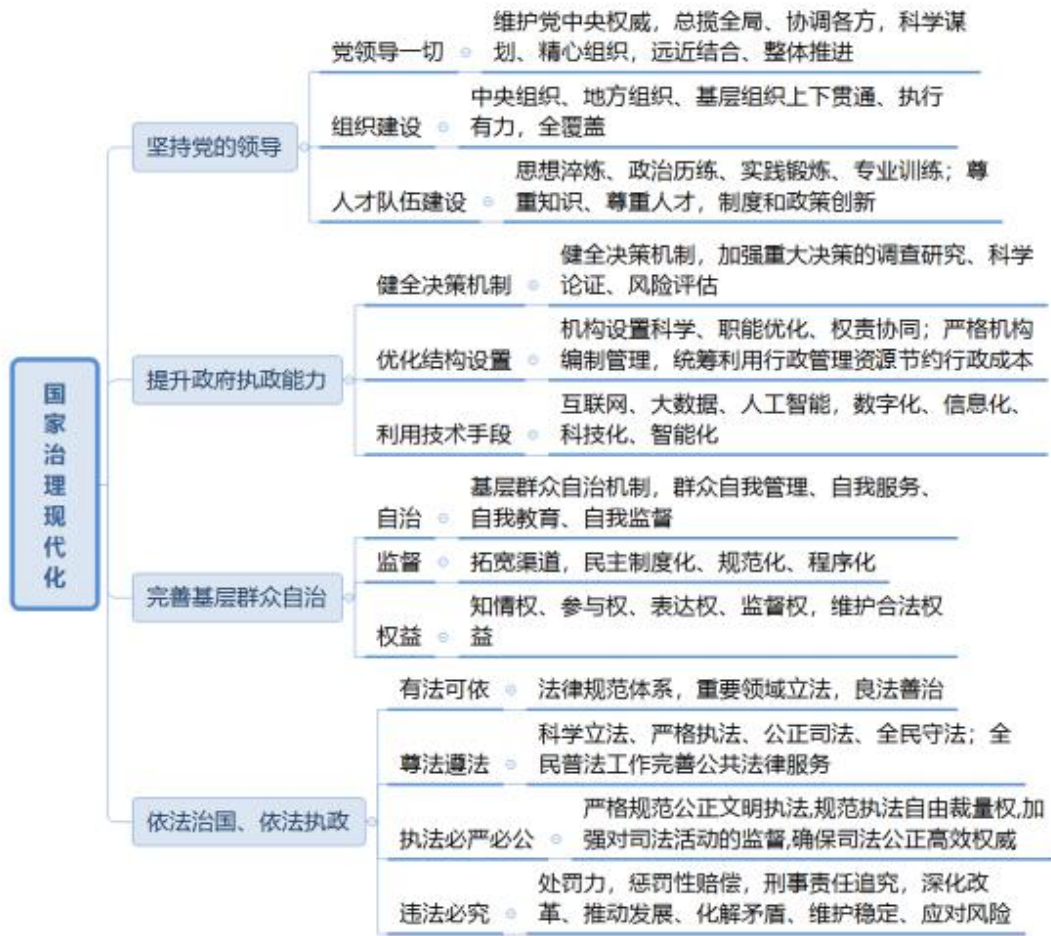 国家治理现代化
坚持党的领导
党领导一切
维护党中央权威，总揽全局、协调各方，科学谋
划、精心组织，远近结合、整体推进
组织建设
中央组织、地方组织、基层组织上下贯通、执行
有力，全覆盖
人才队伍建设
思想淬炼、政治历练、实践锻炼、专业训练；尊
重知识、尊重人才，制度和政策创新
提升政府执政能力
健全决策机制
健全决策机制，加强重大决策的调查研究、科学
论证、风险评估
优化结构设置
机构设置科学、职能优化、权责协同；严格机构
编制管理，统筹利用行政管理资源节约行政成本
利用技术手段
互联网、大数据、人工智能，数字化、信息化、
科技化、智能化
完善基层群众自治
自治
基层群众自治机制，群众自我管理、自我服务、
自我教育、自我监督
监督
拓宽渠道，民主制度化、规范化、程序化
权益
知情权、参与权、表达权、监督权，维护合法权
益
依法治国、依法执政
有法可依
法律规范体系，重要领域立法，良法善治
尊法遵法
科学立法、严格执法、公正司法、全民守法；全
民普法工作完善公共法律服务
执法必严必公
严格规范公正文明执法,规范执法自由裁量权,加
强对司法活动的监督,确保司法公正高效权威
违法必究
处罚力，惩罚性赔偿，刑事责任追究，深化改
革、推动发展、化解矛盾、维护稳定、应对风险